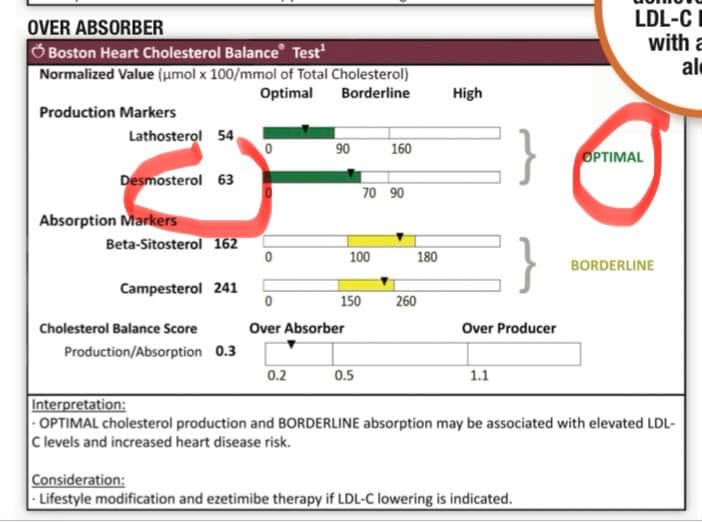 achieve
LDL-C
with a
al
OVER ABSORBER
Boston Heart Cholesterol Balance® Test¹
Normalized Value (µmol x 100/mmol of Total Cholesterol)
Optimal Borderline High
Production Markers
Lathosterol 54
0 90 160
OPTIMAL
Desmosterol 63
0 70 90
Absorption Markers
Beta-Sitosterol 162
0 100 180
BORDERLINE
Campesterol 241
0 150 260
Cholesterol Balance Score Over Absorber Over Producer
Production/Absorption 0.3
0.2 0.5 1.1
Interpretation:
· OPTIMAL cholesterol production and BORDERLINE absorption may be associated with elevated LDL-
C levels and increased heart disease risk.
Consideration:
· Lifestyle modification and ezetimibe therapy if LDL-C lowering is indicated.